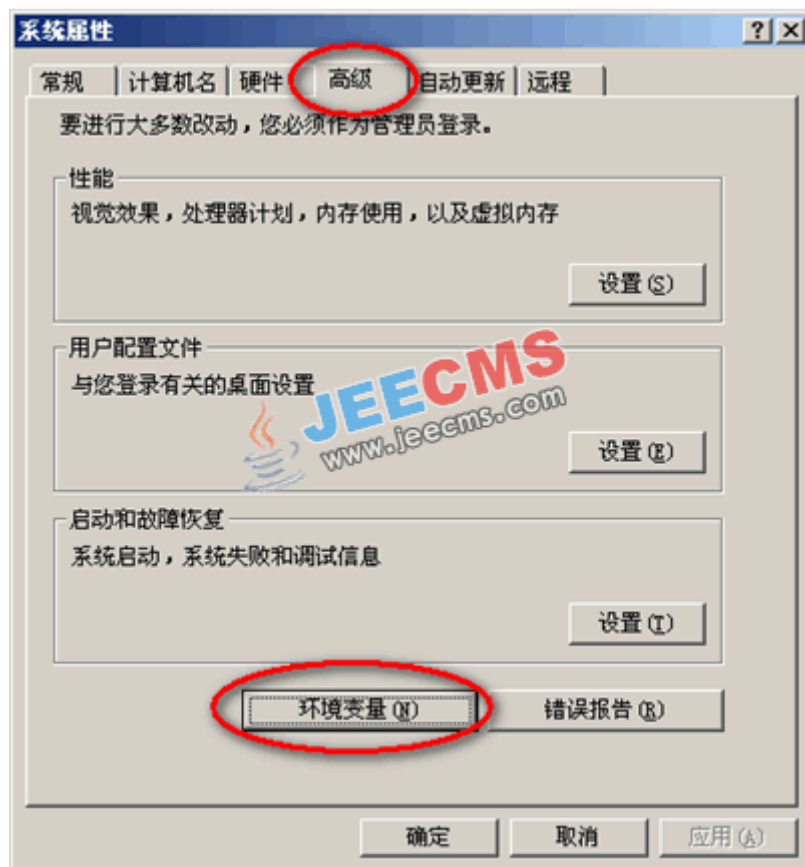 系统属性
常规 计算机名 硬件 高级 自动更新 远程
要进行大多数改动，您必须作为管理员登录。
性能
视觉效果，处理器计划，内存使用，以及虚拟内存
设置(S)
用户配置文件
与您登录有关的桌面设置
JEECMS
www.jeecms.com
设置(E)
启动和故障恢复
系统启动，系统失败和调试信息
设置(T)
环境变量(N) 错误报告(R)
确定 取消 应用(A)